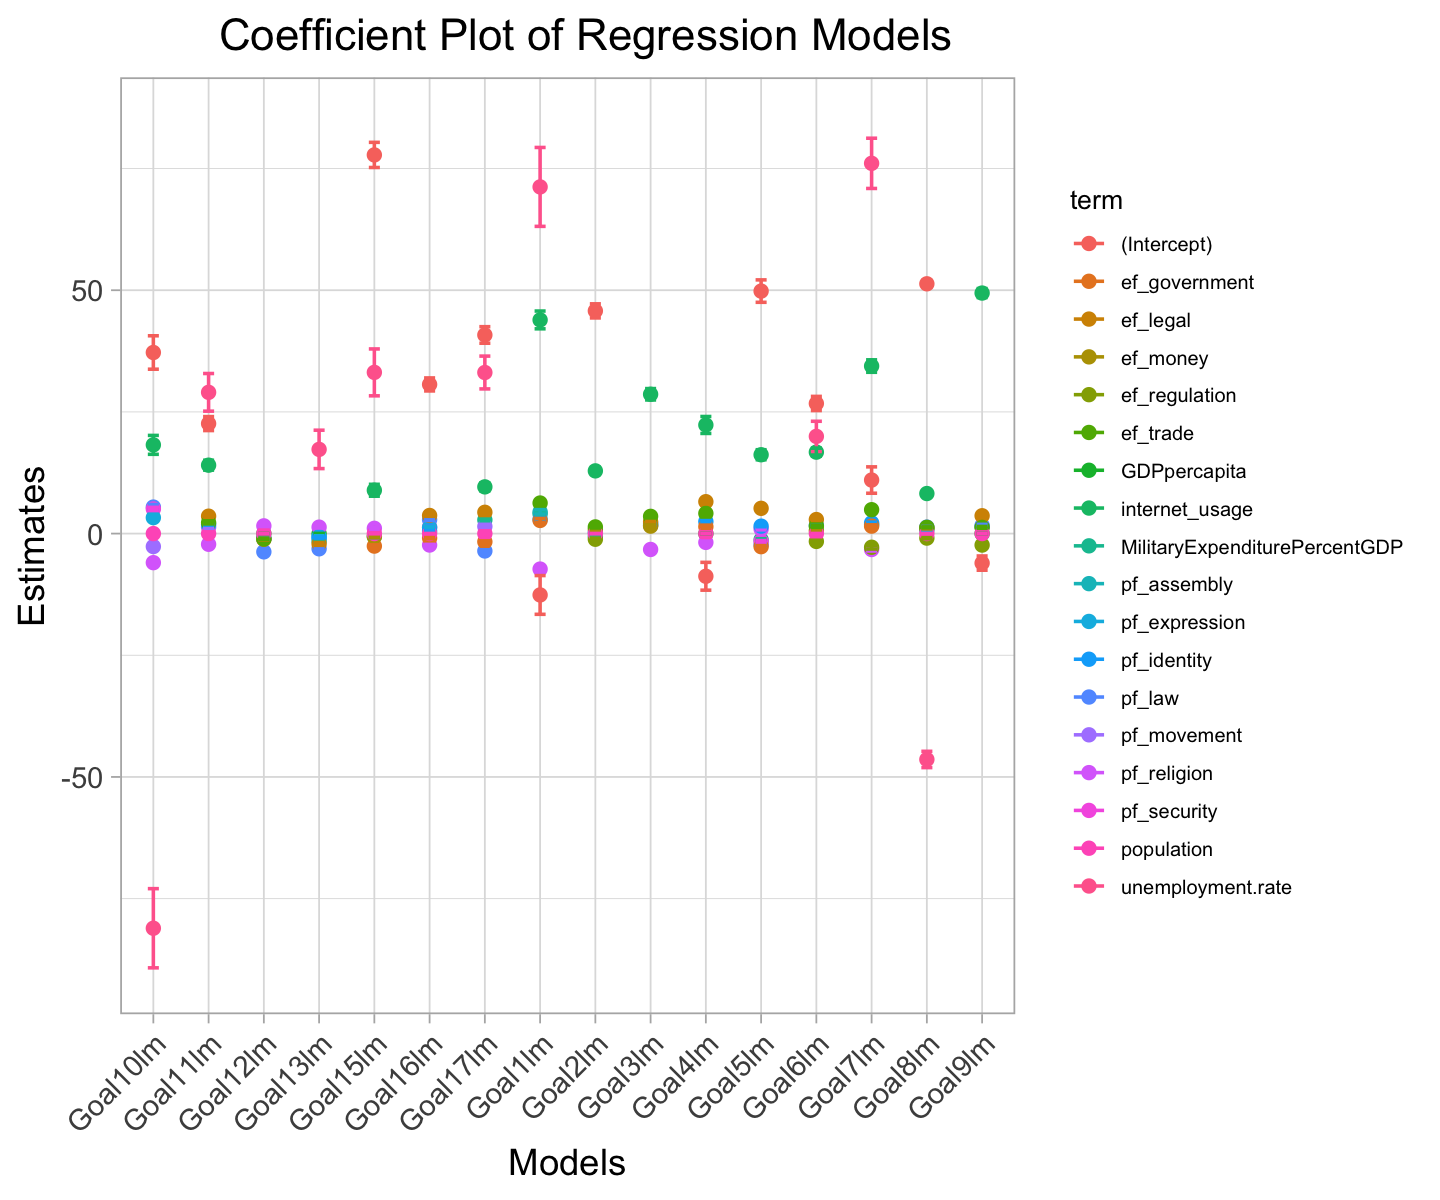 Coefficient Plot of Regression Models
Estimates
50
0
-50
Goal10lm
Goal11lm
Goal12lm
Goal13lm
Goal15lm
Goal16lm
Goal17lm
Goal1lm
Goal2lm
Goal3lm
Goal4lm
Goal5lm
Goal6lm
Goal7lm
Goal8lm
Goal9lm
Models
term
(Intercept)
ef_government
ef_legal
ef_money
ef_regulation
ef_trade
GDPpercapita
internet_usage
MilitaryExpenditurePercentGDP
pf_assembly
pf_expression
pf_identity
pf_law
pf_movement
pf_religion
pf_security
population
unemployment.rate